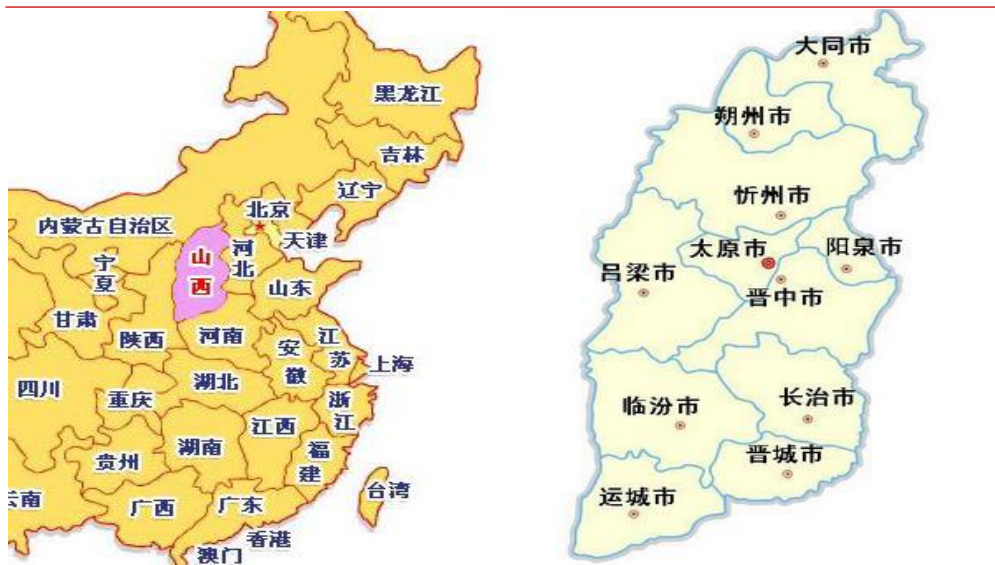 黑龙江
吉林
辽宁
北京
天津
内蒙古自治区
河北
山西
宁夏
山东
甘肃
陕西
河南
江苏
安徽
上海
四川
重庆
湖北
浙江
江西
湖南
贵州
福建
云南
广西
广东
台湾
香港
澳门
大同市
朔州市
忻州市
太原市
阳泉市
吕梁市
晋中市
临汾市
长治市
晋城市
运城市